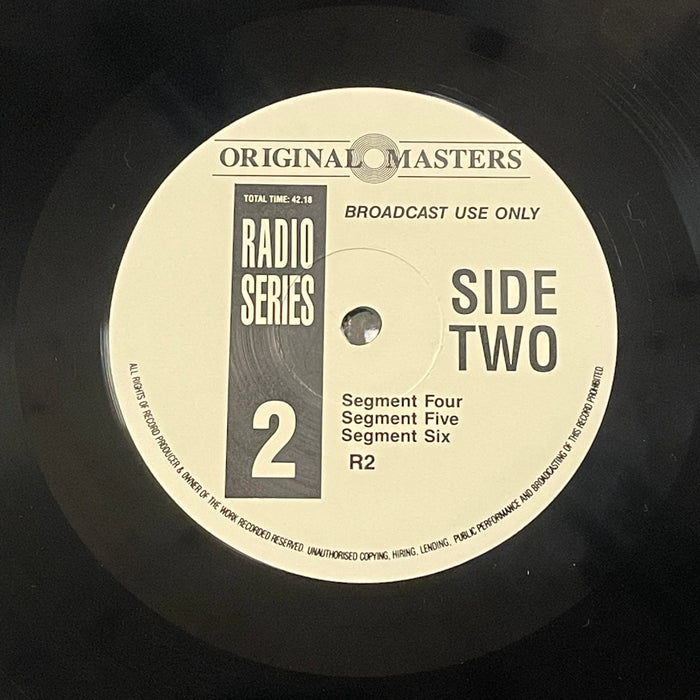 ORIGINAL MASTERS
TOTAL TIME: 42.18
BROADCAST USE ONLY
RADIO
SERIES
2
SIDE
TWO
Segment Four
Segment Five
Segment Six
R2
ALL RIGHTS OF RECORD PRODUCER & OWNER OF THE WORK RECORDED RESERVED. UNAUTHORISED COPYING, HIRING, LENDING, PUBLIC PERFORMANCE AND BROADCASTING OF THIS RECORD PROHIBITED.